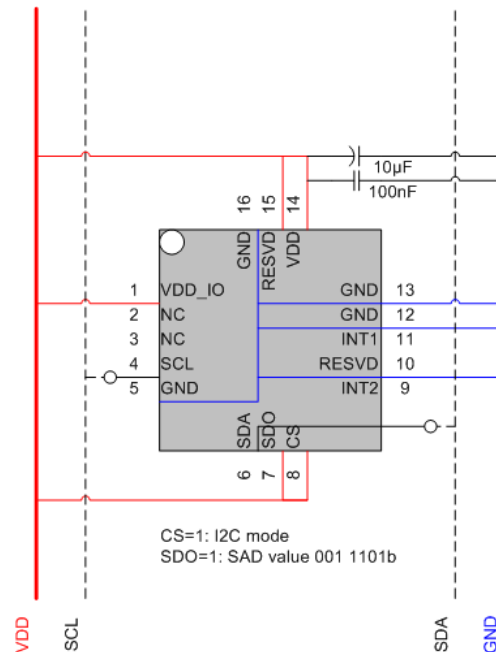 10µF
100nF
16
15
14
GND
RESVD
VDD
1
VDD_IO
GND
13
2
NC
GND
12
3
NC
INT1
11
4
SCL
RESVD
10
5
GND
INT2
9
SDA
SDO
CS
6
7
8
CS=1: I2C mode
SDO=1: SAD value 001 1101b
VDD
SCL
SDA
GND